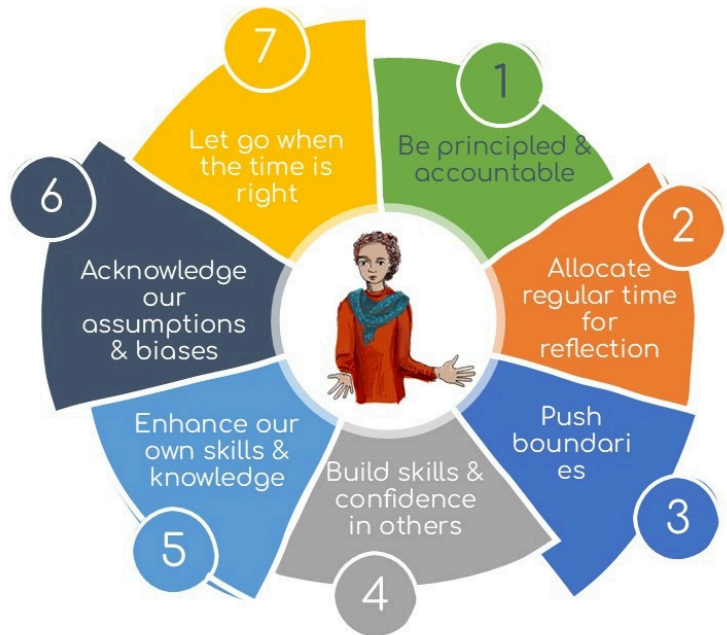 1
Be principled &
accountable
2
Allocate
regular time
for
reflection
3
Push
boundari
es
4
Build skills &
confidence
in others
5
Enhance our
own skills &
knowledge
6
Acknowledge
our
assumptions
& biases
7
Let go when
the time is
right